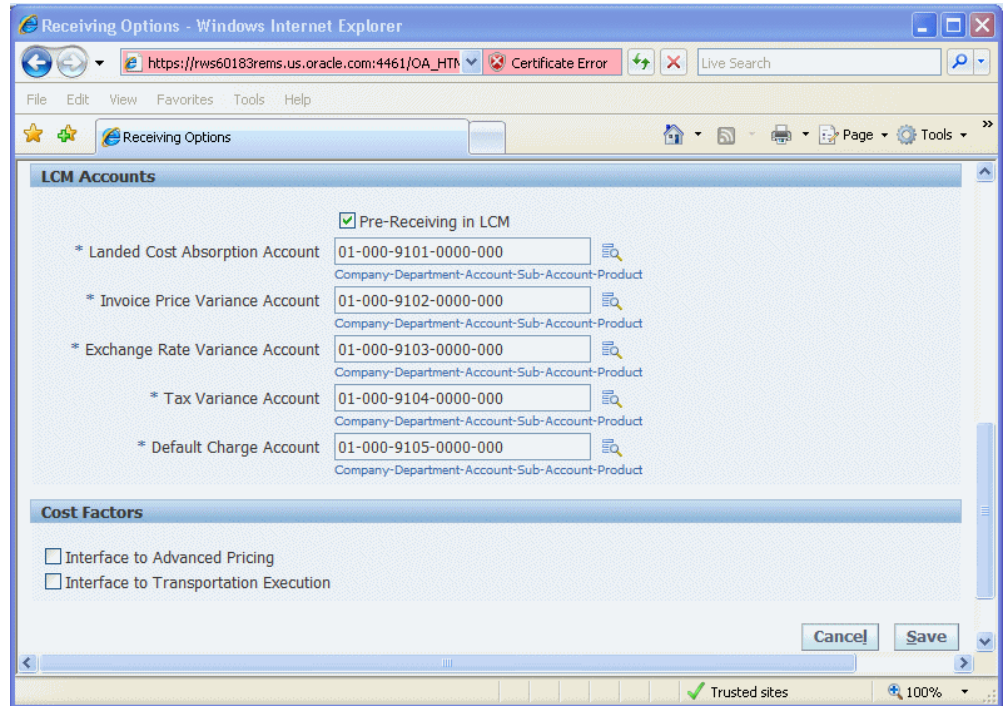 Receiving Options - Windows Internet Explorer
https://rws60183rems.us.oracle.com:4461/OA_HTM Certificate Error Live Search
File Edit View Favorites Tools Help
Receiving Options Page Tools »
LCM Accounts
Pre-Receiving in LCM
* Landed Cost Absorption Account 01-000-9101-0000-000
Company-Department-Account-Sub-Account-Product
* Invoice Price Variance Account 01-000-9102-0000-000
Company-Department-Account-Sub-Account-Product
* Exchange Rate Variance Account 01-000-9103-0000-000
Company-Department-Account-Sub-Account-Product
* Tax Variance Account 01-000-9104-0000-000
Company-Department-Account-Sub-Account-Product
* Default Charge Account 01-000-9105-0000-000
Company-Department-Account-Sub-Account-Product
Cost Factors
Interface to Advanced Pricing
Interface to Transportation Execution
Cancel Save
Trusted sites 100%